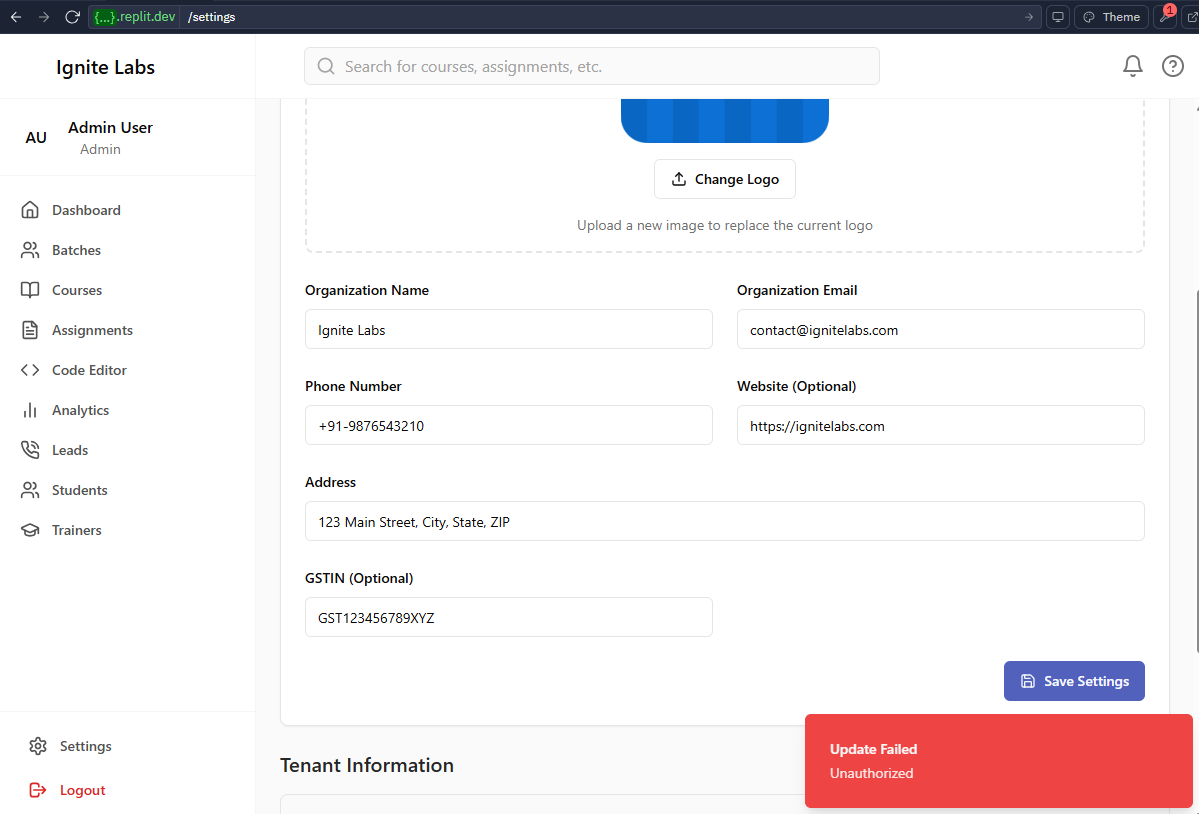 {...}.replit.dev /settings
Theme
1
Ignite Labs
Search for courses, assignments, etc.
AU
Admin User
Admin
Dashboard
Batches
Courses
Assignments
Code Editor
Analytics
Leads
Students
Trainers
Settings
Logout
Change Logo
Upload a new image to replace the current logo
Organization Name
Organization Email
Ignite Labs
contact@ignitelabs.com
Phone Number
Website (Optional)
+91-9876543210
https://ignitelabs.com
Address
123 Main Street, City, State, ZIP
GSTIN (Optional)
GST123456789XYZ
Save Settings
Tenant Information
Update Failed
Unauthorized